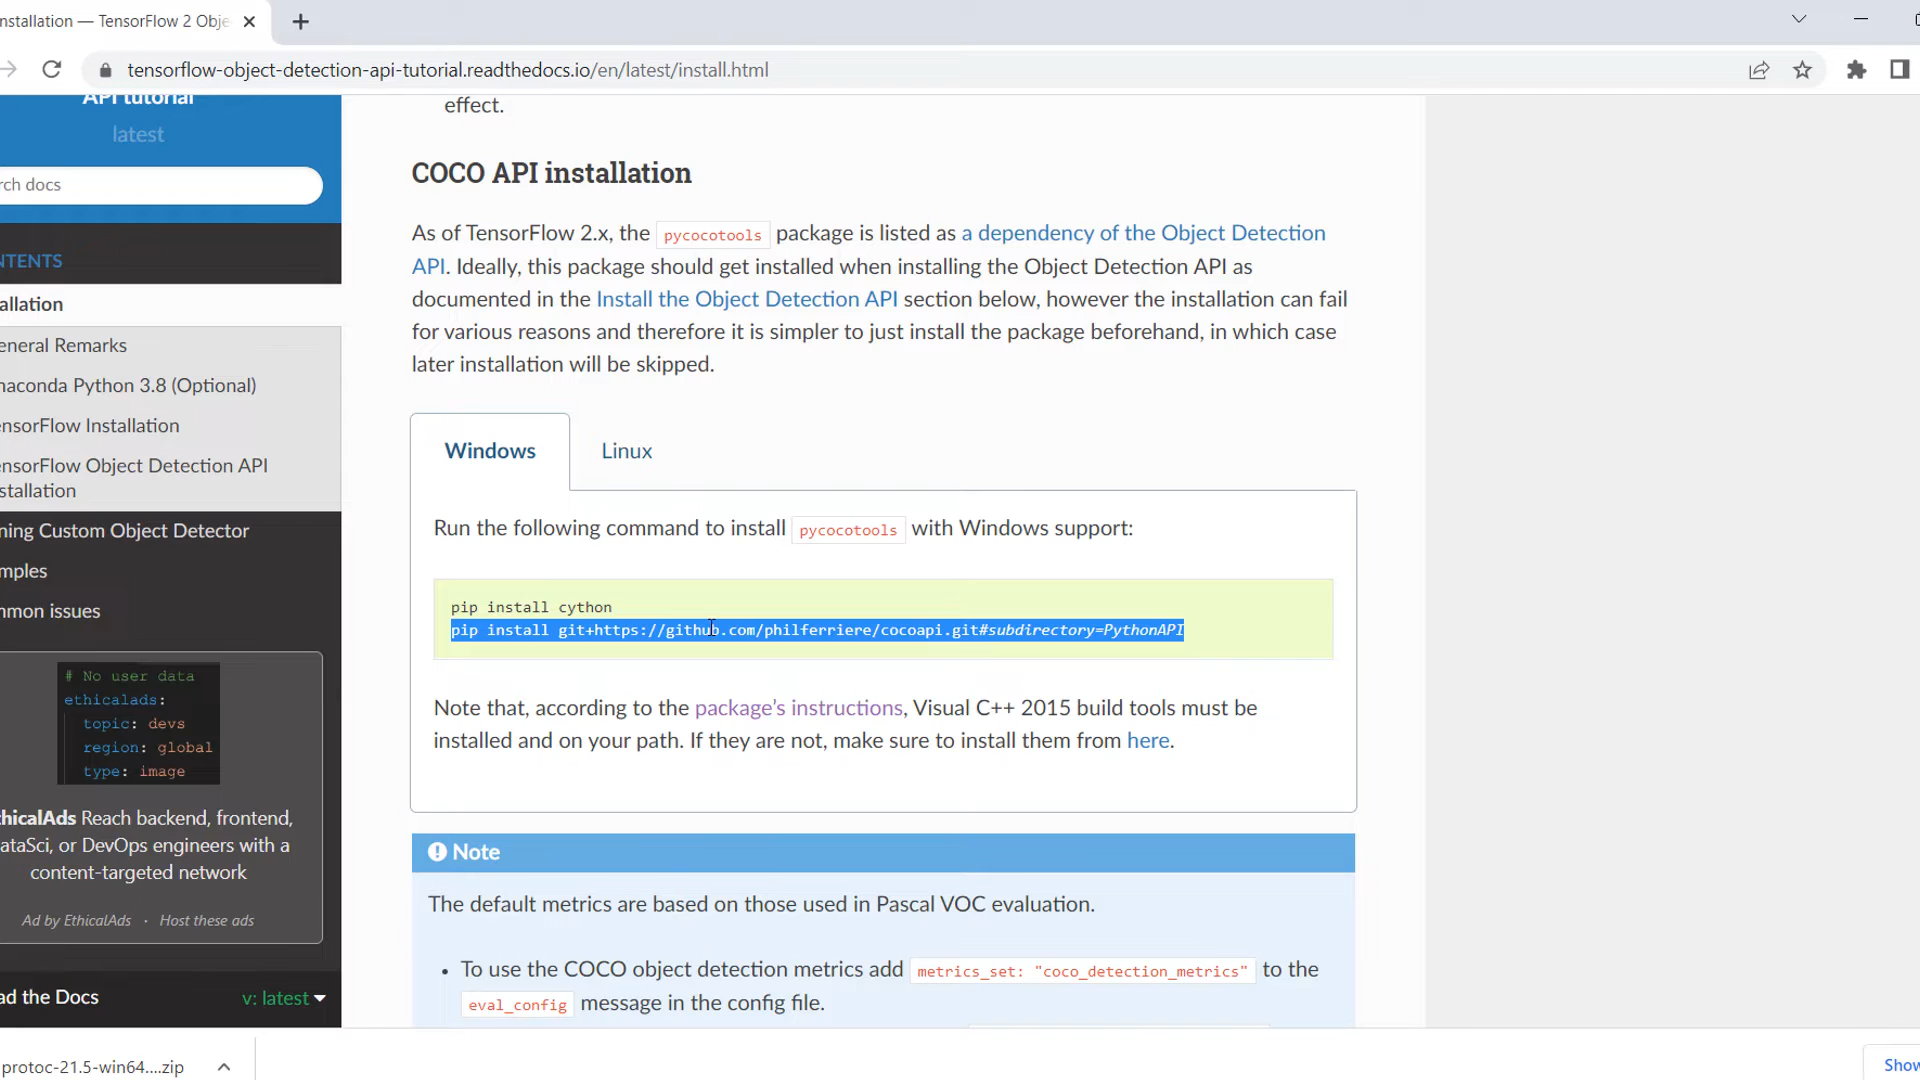 nstallation — TensorFlow 2 Obje
tensorflow-object-detection-api-tutorial.readthedocs.io/en/latest/install.html
API tutorial
latest
rch docs
NTENTS
allation
eneral Remarks
naconda Python 3.8 (Optional)
ensorFlow Installation
ensorFlow Object Detection API
stallation
ning Custom Object Detector
mples
mmon issues
# No user data
ethicalads:
topic: devs
region: global
type: image
thicalAds Reach backend, frontend,
ataSci, or DevOps engineers with a
content-targeted network
Ad by EthicalAds · Host these ads
ad the Docs v: latest
effect.
COCO API installation
As of TensorFlow 2.x, the pycocotools package is listed as a dependency of the Object Detection
API. Ideally, this package should get installed when installing the Object Detection API as
documented in the Install the Object Detection API section below, however the installation can fail
for various reasons and therefore it is simpler to just install the package beforehand, in which case
later installation will be skipped.
Windows Linux
Run the following command to install pycocotools with Windows support:
pip install cython
pip install git+https://github.com/philferriere/cocoapi.git#subdirectory=PythonAPI
Note that, according to the package's instructions, Visual C++ 2015 build tools must be
installed and on your path. If they are not, make sure to install them from here.
Note
The default metrics are based on those used in Pascal VOC evaluation.
• To use the COCO object detection metrics add metrics_set: "coco_detection_metrics" to the
eval_config message in the config file.
protoc-21.5-win64....zip
Show